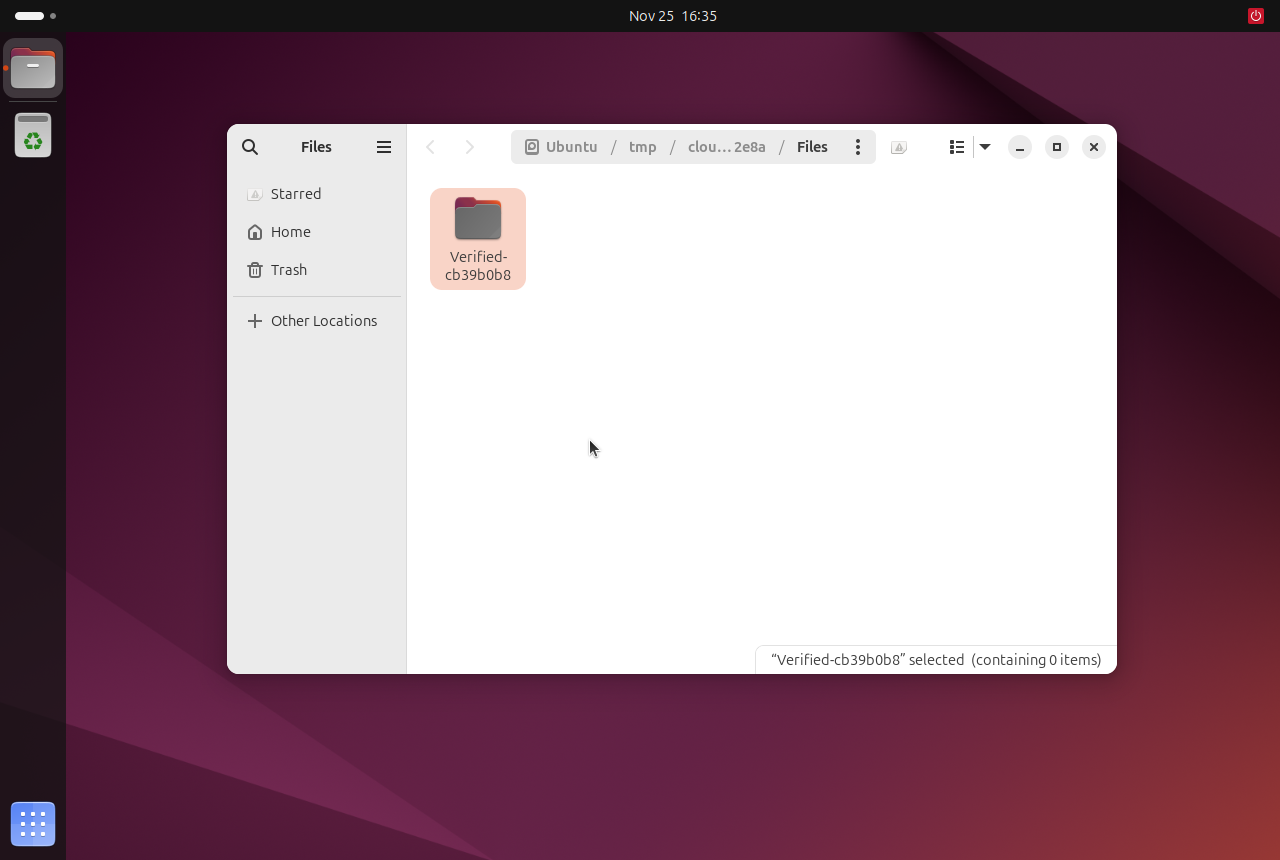 Nov 25 16:35
Files
Ubuntu / tmp / clou…2e8a / Files
Starred
Home
Trash
Other Locations
Verified-
cb39b0b8
“Verified-cb39b0b8” selected (containing 0 items)